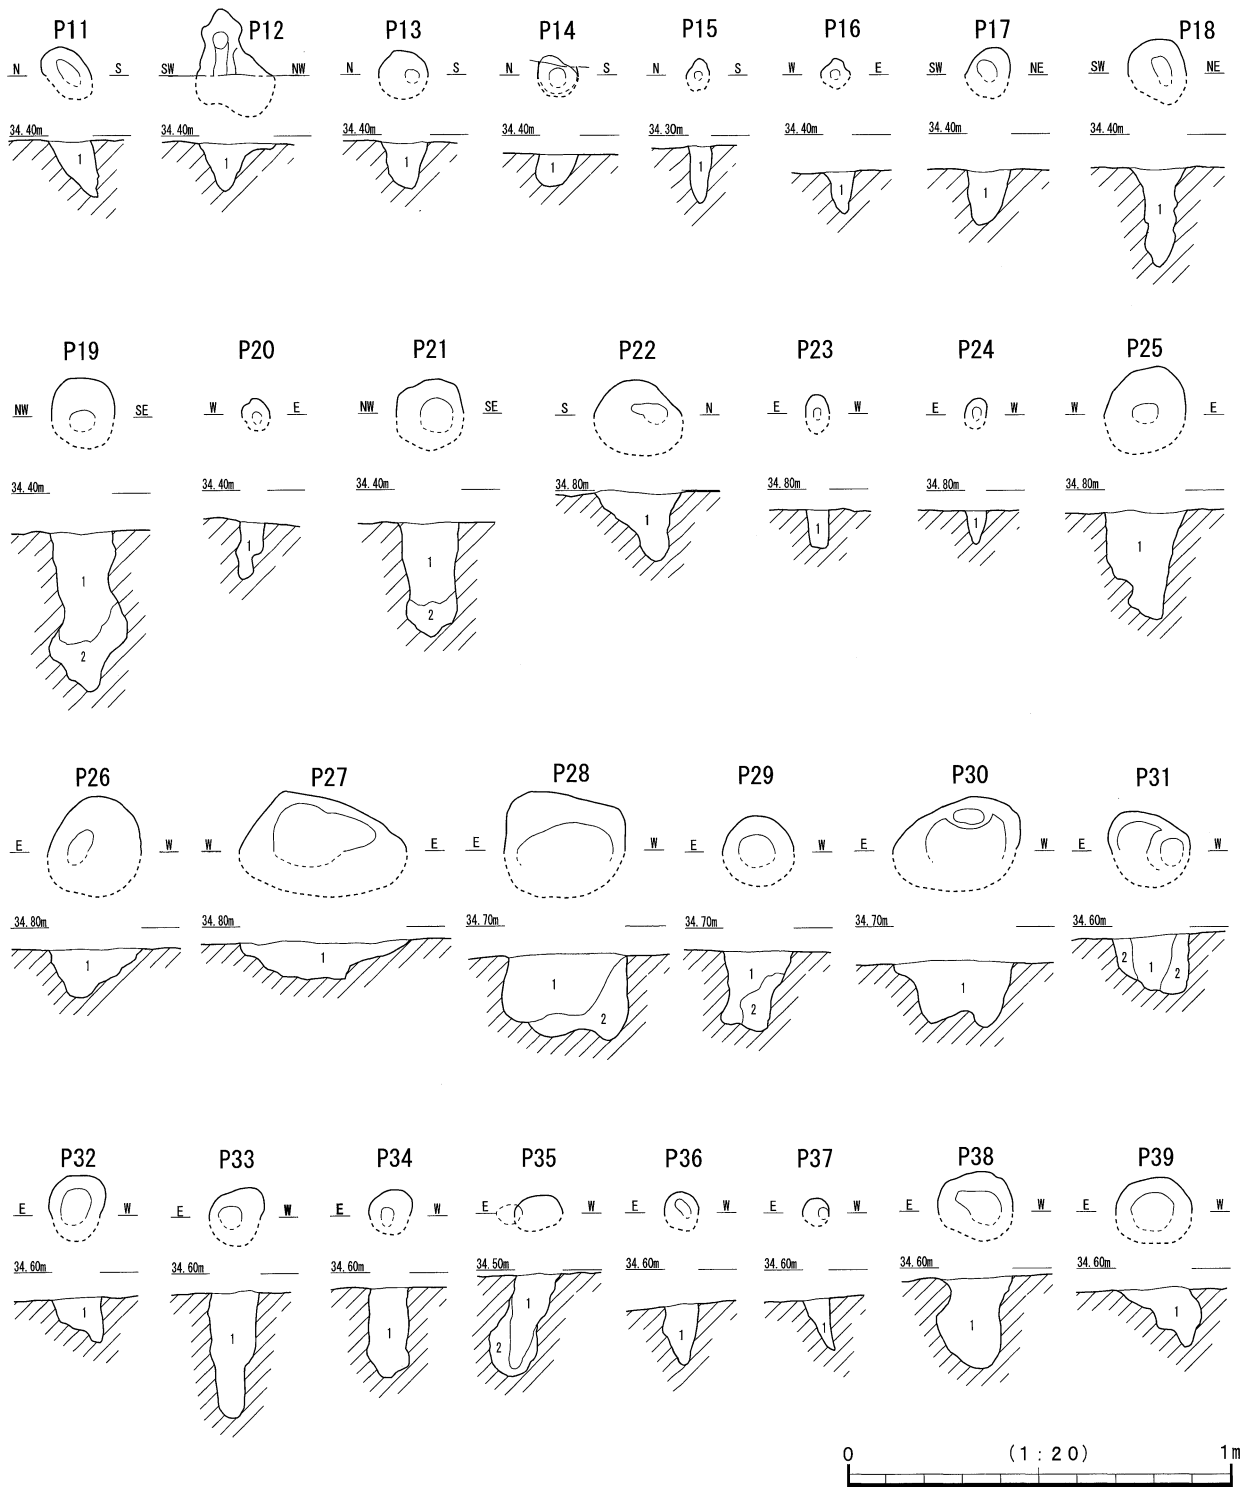 P11 P12 P13 P14 P15 P16 P17 P18
N S SW NW N S N S N S W E SW NE SW NE
34.40m 34.40m 34.40m 34.40m 34.30m 34.40m 34.40m 34.40m
1 1 1 1 1 1 1 1
P19 P20 P21 P22 P23 P24 P25
NW SE W E NW SE S N E W E W W E
34.40m 34.40m 34.40m 34.80m 34.80m 34.80m 34.80m
1 1 1 1 1 1 1
2 2
P26 P27 P28 P29 P30 P31
E W W E E W E W E W E W
34.80m 34.80m 34.70m 34.70m 34.70m 34.60m
1 1 1 1 1 2 1 2
2 2
P32 P33 P34 P35 P36 P37 P38 P39
E W E W E W E W E W E W E W E W
34.60m 34.60m 34.60m 34.50m 34.60m 34.60m 34.60m 34.60m
1 1 1 1 1 1 1 1
2
0 (1:20) 1m